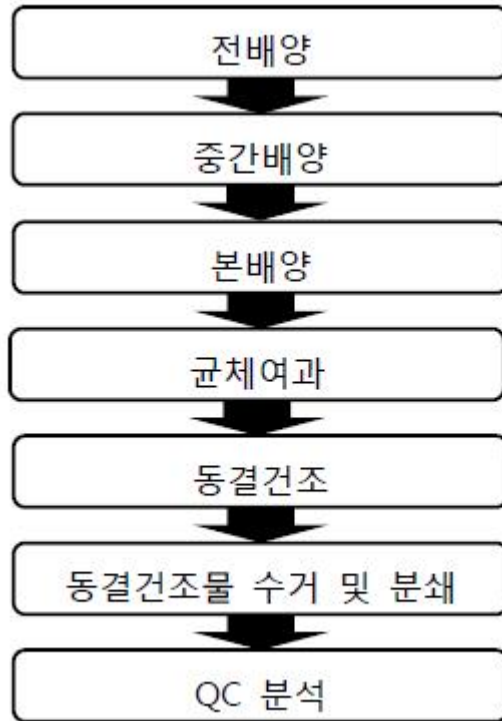 전배양
중간배양
본배양
균체여과
동결건조
동결건조물 수거 및 분쇄
QC 분석